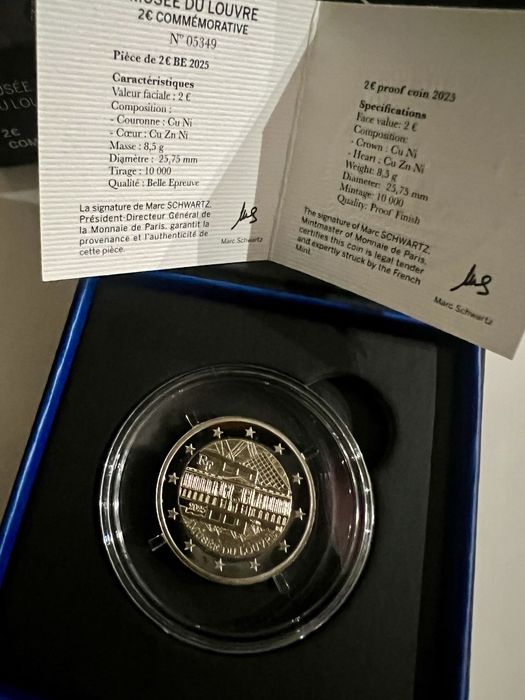 MUSÉE DU LOUVRE
2€ COMMÉMORATIVE
N° 05349
Pièce de 2€ BE 2025
Caractéristiques
Valeur faciale : 2 €
Composition :
- Couronne : Cu Ni
- Cœur : Cu Zn Ni
Masse : 8,5 g
Diamètre : 25,75 mm
Tirage : 10 000
Qualité : Belle Epreuve
La signature de Marc SCHWARTZ,
Président-Directeur Général de
la Monnaie de Paris, garantit la
provenance et l'authenticité de
cette pièce.
Marc Schwartz
2€ proof coin 2025
Specifications
Face value: 2 €
Composition:
- Crown : Cu Ni
- Heart : Cu Zn Ni
Weight: 8,5 g
Diameter: 25,75 mm
Mintage: 10 000
Quality: Proof Finish
The signature of Marc SCHWARTZ,
Mintmaster of Monnaie de Paris,
certifies this coin is legal tender
and expertly struck by the French
Mint.
Marc Schwartz
2€
RF
2025
MUSÉE DU LOUVRE